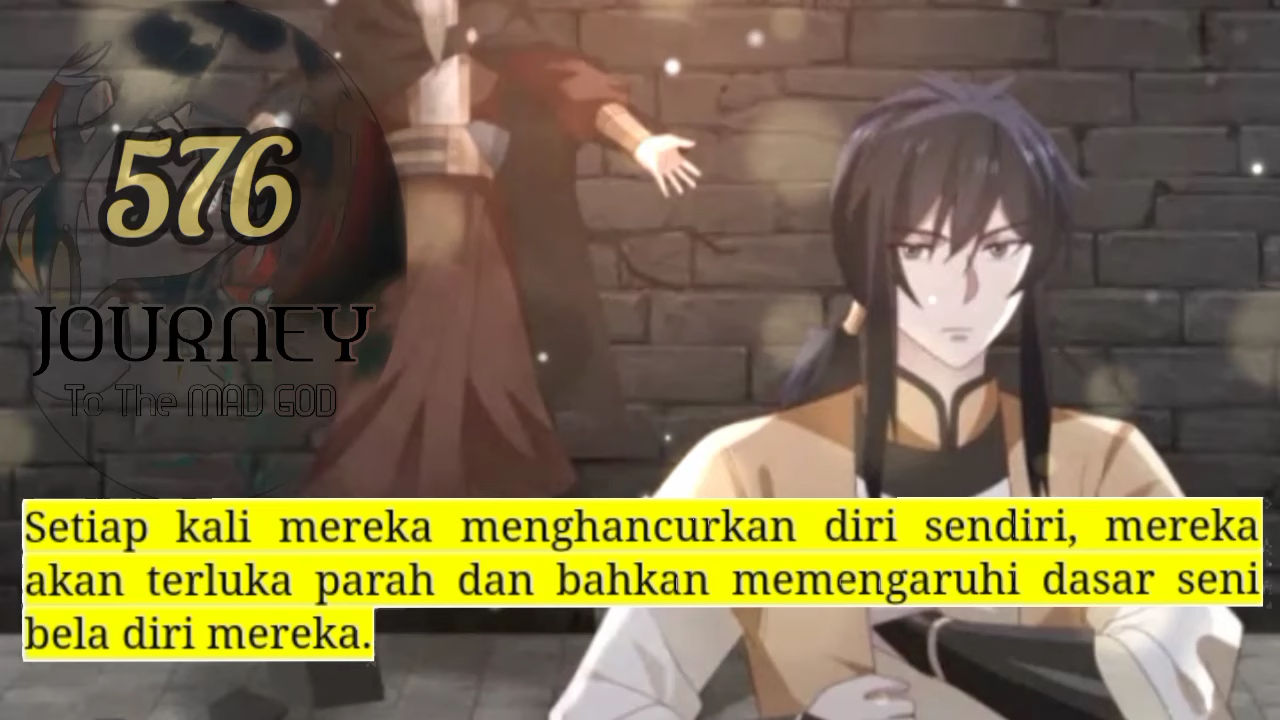 576
JOURNEY
To The MAD GOD
Setiap kali mereka menghancurkan diri sendiri, mereka
akan terluka parah dan bahkan memengaruhi dasar seni
bela diri mereka.